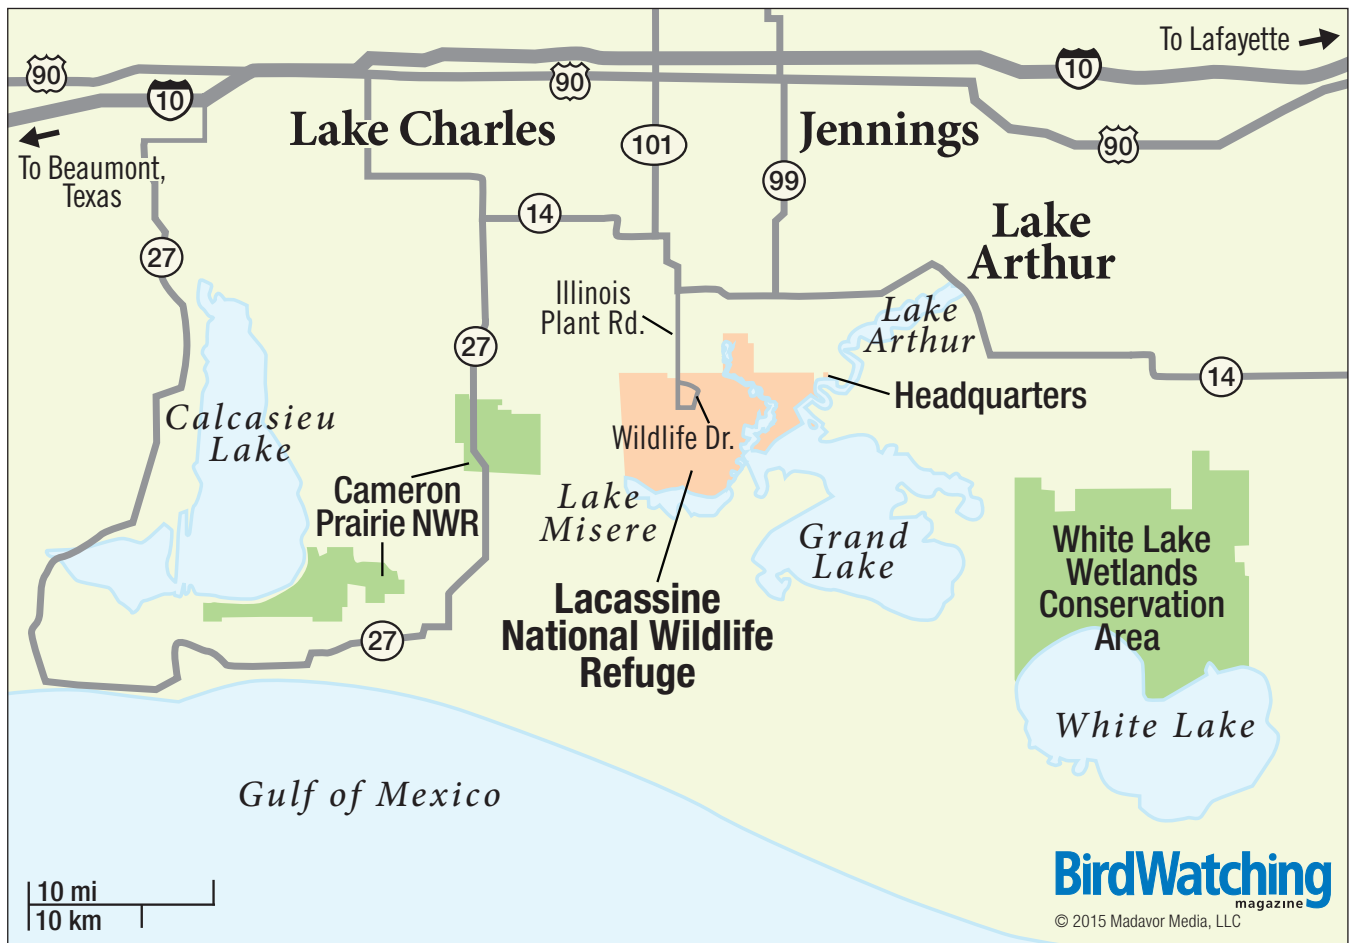 To Lafayette
90
10
90
10
Lake Charles
101
Jennings
90
To Beaumont,
Texas
99
14
27
Lake
Arthur
Illinois
Plant Rd.
Lake
Arthur
27
14
Headquarters
Calcasieu
Lake
Wildlife Dr.
Cameron
Prairie NWR
Lake
Misere
Grand
Lake
White Lake
Wetlands
Conservation
Area
Lacassine
National Wildlife
Refuge
27
White Lake
Gulf of Mexico
10 mi
10 km
BirdWatching
magazine
© 2015 Madavor Media, LLC